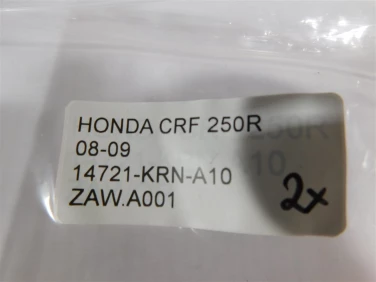 HONDA CRF 250R
08-09
14721-KRN-A10
ZAW.A001
2x